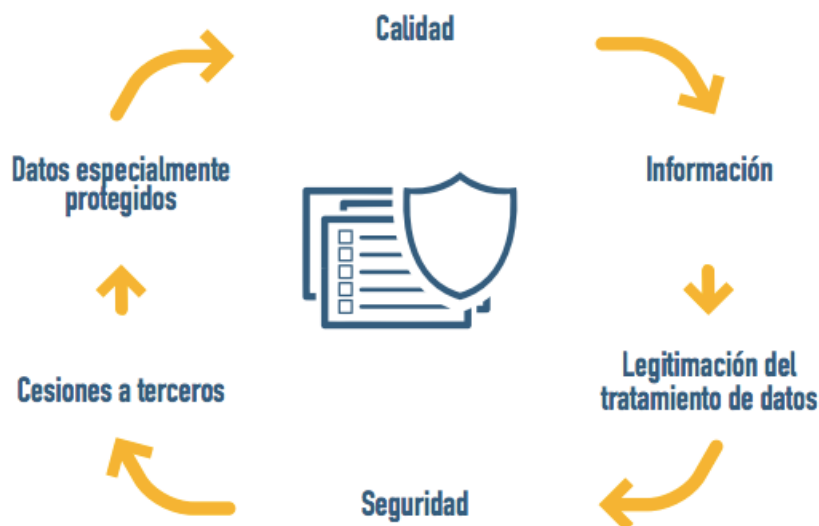 Calidad
Información
Legitimación del
tratamiento de datos
Seguridad
Cesiones a terceros
Datos especialmente
protegidos